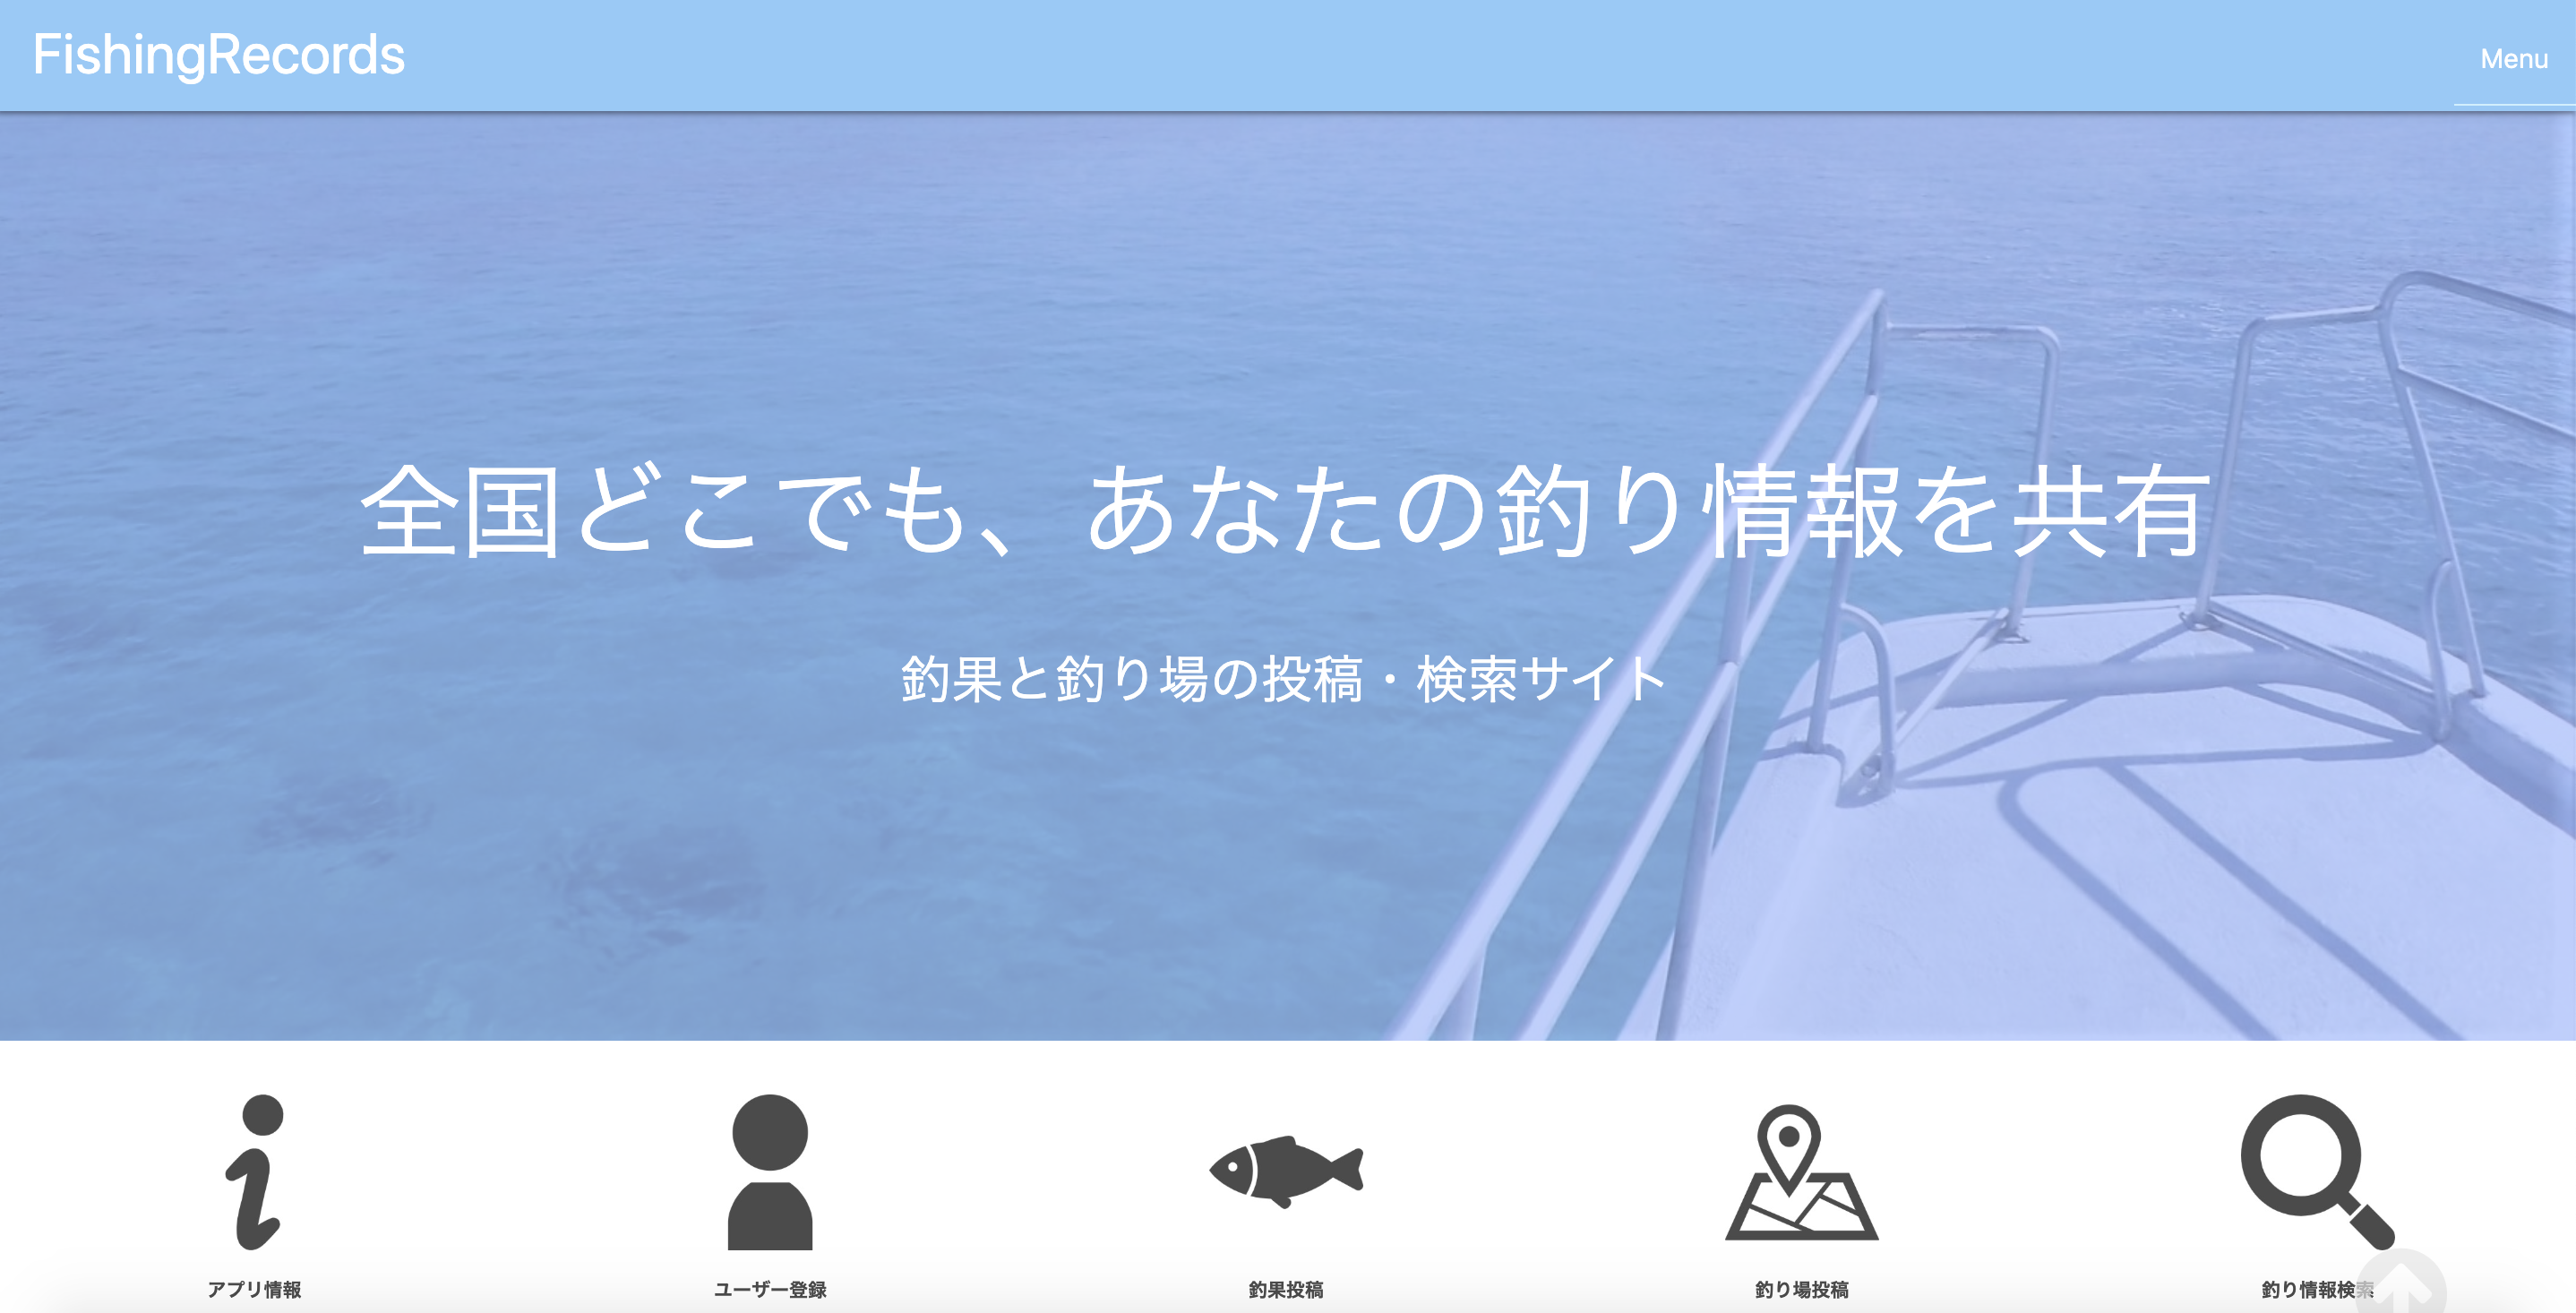 FishingRecords
Menu
全国どこでも、あなたの釣り情報を共有
釣果と釣り場の投稿・検索サイト
アプリ情報
ユーザー登録
釣果投稿
釣り場投稿
釣り情報検索